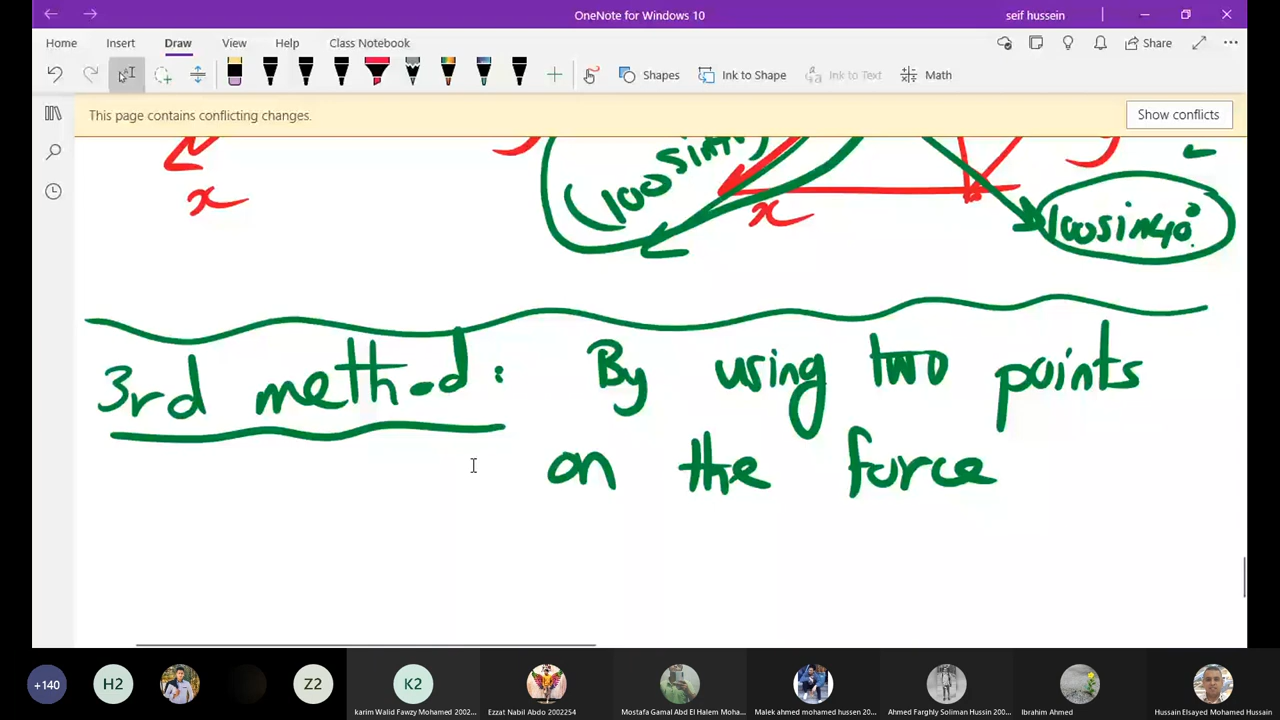 OneNote for Windows 10
seif hussein
Home Insert Draw View Help Class Notebook
Share
Shapes Ink to Shape Ink to Text Math
This page contains conflicting changes.
Show conflicts
x
x
y
100sin40°
3rd method: By using two points
on the force
+140 H2 Z2 K2
karim Walid Fawzy Mohamed 2002... Ezzat Nabil Abdo 2002254 Mostafa Gamal Abd El Halem Moha... Malek ahmed mohamed hussen 20... Ahmed Farghly Soliman Hussin 200... Ibrahim Ahmed Hussain Elsayed Mohamed Hussain